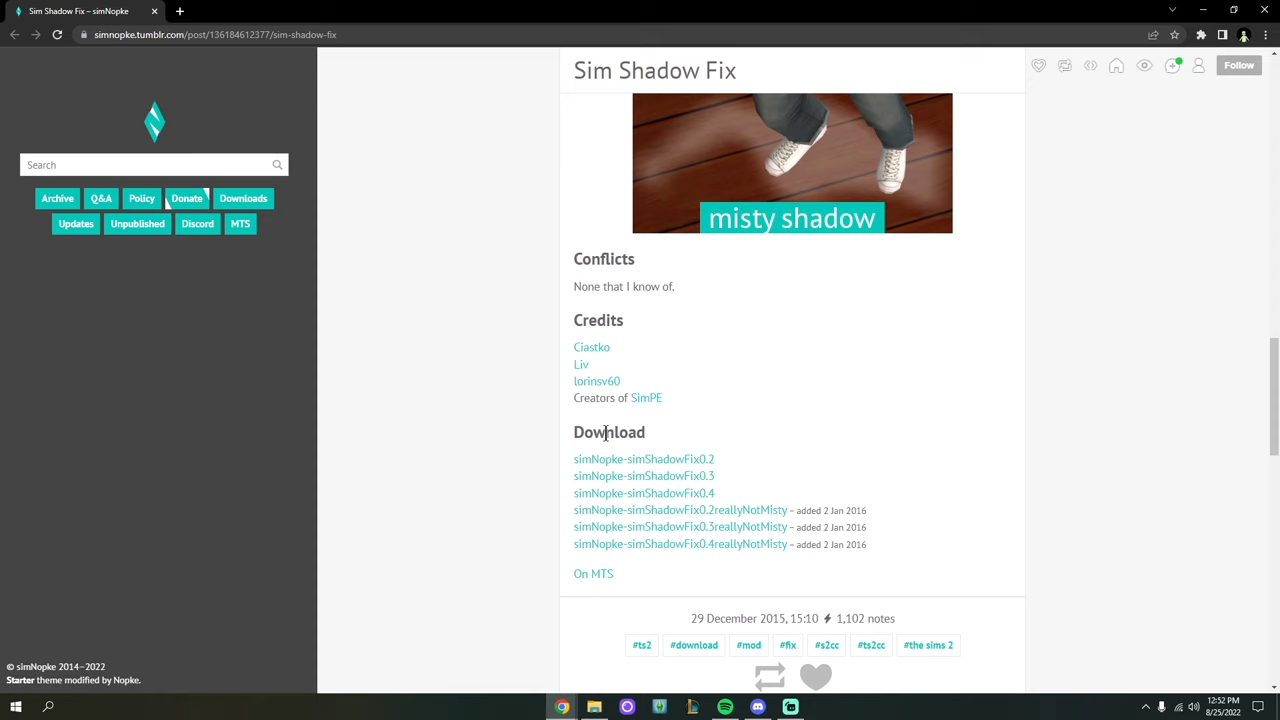 Sim Shadow Fix
simnopke.tumblr.com/post/136184612377/sim-shadow-fix
Search
Archive
Q&A
Policy
Donate
Downloads
Updates
Unpublished
Discord
MTS
© simNopke 2014–2022
Starter theme modified by Nopke.
Sim Shadow Fix
Follow
misty shadow
Conflicts
None that I know of.
Credits
Ciastko
Liv
lorinsv60
Creators of SimPE
Download
simNopke-simShadowFix0.2
simNopke-simShadowFix0.3
simNopke-simShadowFix0.4
simNopke-simShadowFix0.2reallyNotMisty – added 2 Jan 2016
simNopke-simShadowFix0.3reallyNotMisty – added 2 Jan 2016
simNopke-simShadowFix0.4reallyNotMisty – added 2 Jan 2016
On MTS
29 December 2015, 15:10 1,102 notes
#ts2
#download
#mod
#fix
#s2cc
#ts2cc
#the sims 2
12:52 PM
8/25/2022